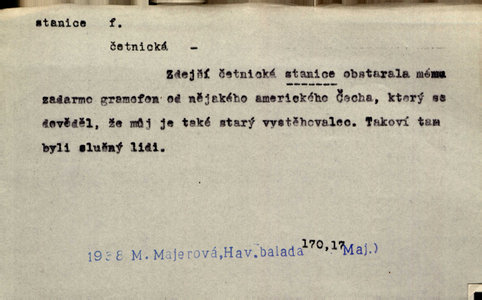 stanice f.
četnická -
Zdejší četnická stanice obstarala mému
zadarmo gramofon od nějakého amerického Čecha, který se
dověděl, že můj je také starý vystěhovalec. Takoví tam
byli slušný lidi.
1938 M. Majerová, Hav. balada 170,17 Maj.)